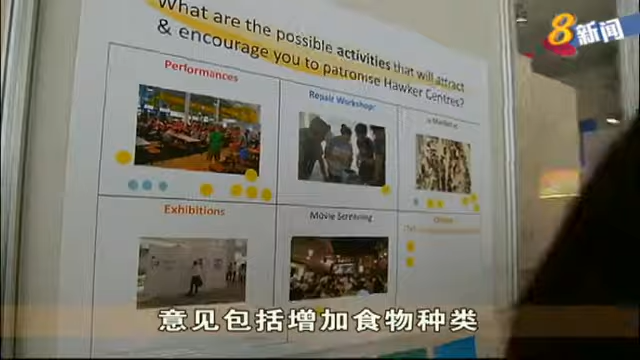 8新闻
What are the possible activities that will attract
& encourage you to patronise Hawker Centres?
Performances
Repair Workshops
Exhibitions
Movie Screening
意见包括增加食物种类